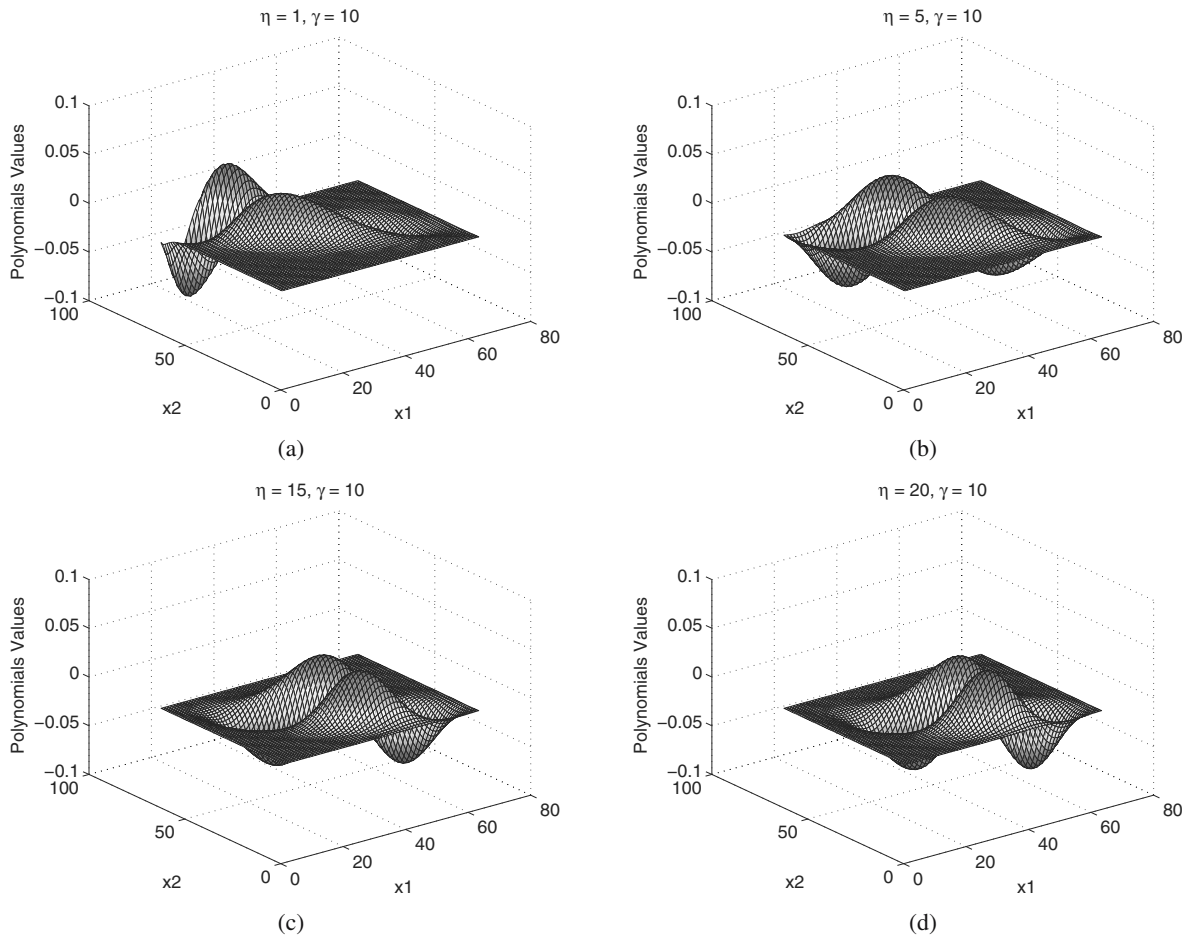 η = 1, γ = 10
0.1
0.05
0
−0.05
−0.1
Polynomials Values
100
50
0
x2
0
20
40
60
80
x1
(a)
η = 5, γ = 10
0.1
0.05
0
−0.05
−0.1
Polynomials Values
100
50
0
x2
0
20
40
60
80
x1
(b)
η = 15, γ = 10
0.1
0.05
0
−0.05
−0.1
Polynomials Values
100
50
0
x2
0
20
40
60
80
x1
(c)
η = 20, γ = 10
0.1
0.05
0
−0.05
−0.1
Polynomials Values
100
50
0
x2
0
20
40
60
80
x1
(d)